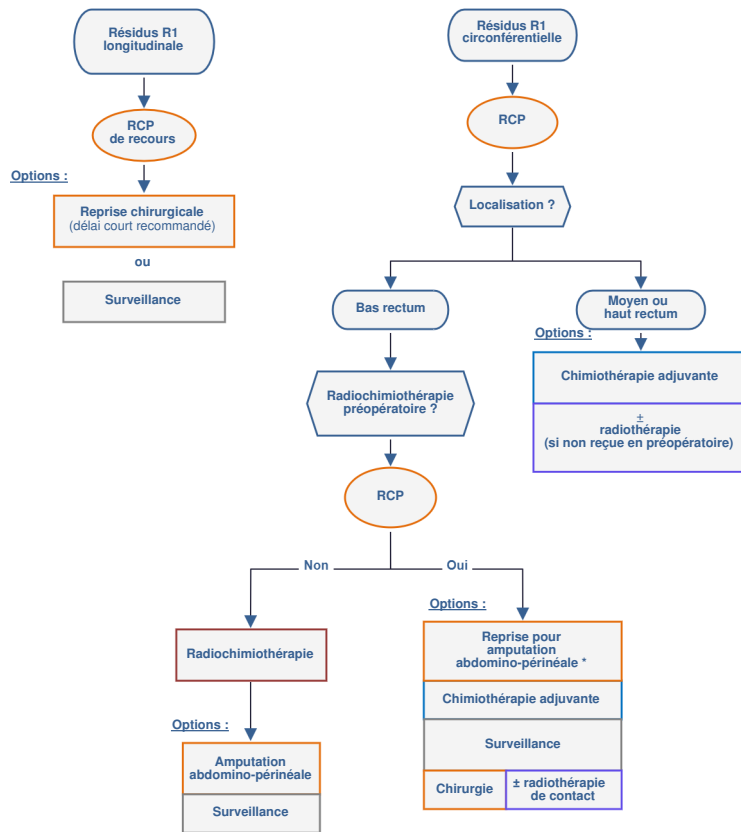 Résidus R1
longitudinale
RCP
de recours
Options :
Reprise chirurgicale
(délai court recommandé)
ou
Surveillance
Résidus R1
circonférentielle
RCP
Localisation ?
Bas rectum
Moyen ou
haut rectum
Options :
Chimiothérapie adjuvante
±
radiothérapie
(si non reçue en préopératoire)
Radiochimiothérapie
préopératoire ?
RCP
Non
Oui
Radiochimiothérapie
Options :
Amputation
abdomino-périnéale
Surveillance
Options :
Reprise pour
amputation
abdomino-périnéale *
Chimiothérapie adjuvante
Surveillance
Chirurgie
± radiothérapie
de contact